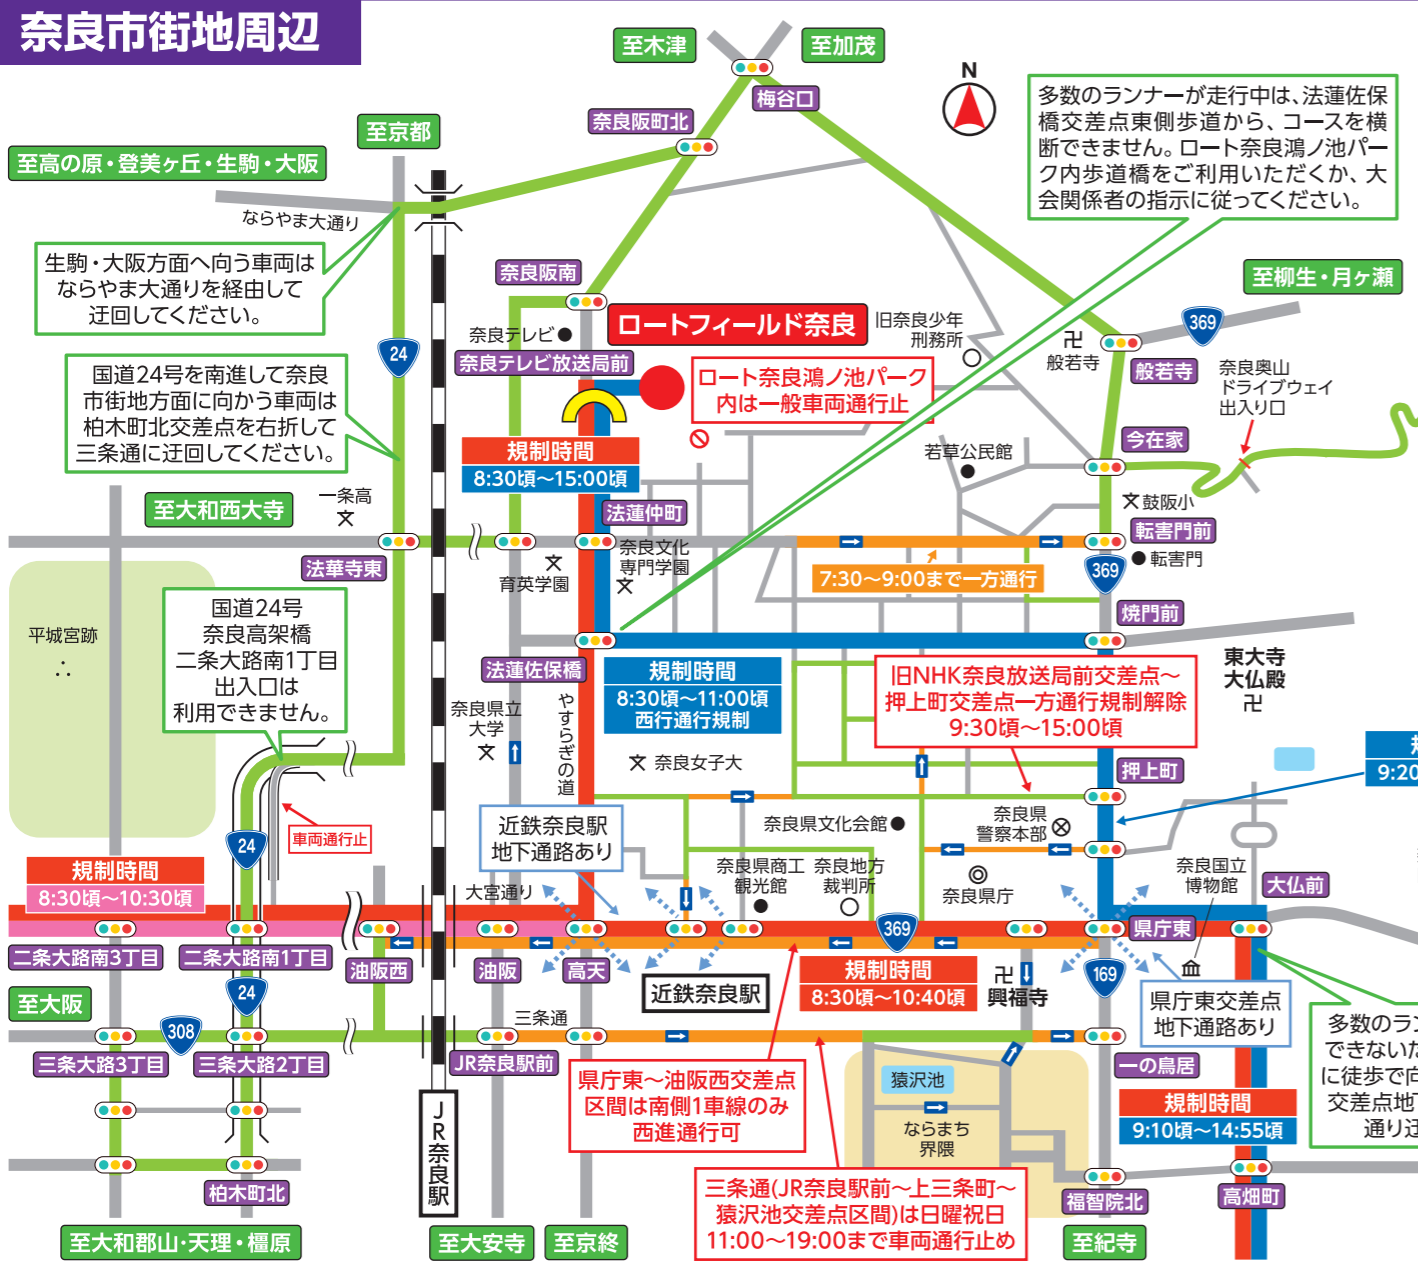 奈良市街地周辺
至木津
至加茂
N
梅谷口
奈良阪町北
至京都
至高の原・登美ヶ丘・生駒・大阪
ならやま大通り
多数のランナーが走行中は、法蓮佐保
橋交差点東側歩道から、コースを横
断できません。ロート奈良鴻ノ池パー
ク内歩道橋をご利用いただくか、大
会関係者の指示に従ってください。
生駒・大阪方面へ向う車両は
ならやま大通りを経由して
迂回してください。
奈良阪南
至柳生・月ヶ瀬
369
奈良テレビ
ロートフィールド奈良
旧奈良少年
刑務所
般若寺
般若寺
奈良奥山
ドライブウェイ
出入り口
24
奈良テレビ放送局前
国道24号を南進して奈良
市街地方面に向かう車両は
柏木町北交差点を右折して
三条通に迂回してください。
ロート奈良鴻ノ池パーク
内は一般車両通行止
規制時間
8:30頃~15:00頃
若草公民館
今在家
一条高
文
至大和西大寺
法蓮仲町
文鼓阪小
転害門前
転害門
法華寺東
育英学園
文
奈良文化
専門学園
文
7:30~9:00まで一方通行
369
国道24号
奈良高架橋
二条大路南1丁目
出入口は
利用できません。
平城宮跡
焼門前
法蓮佐保橋
規制時間
8:30頃~11:00頃
西行通行規制
旧NHK奈良放送局前交差点~
押上町交差点一方通行規制解除
9:30頃~15:00頃
東大寺
大仏殿
奈良県立
大学
文
やすらぎの道
文 奈良女子大
押上町
9:20
車両通行止
24
近鉄奈良駅
地下通路あり
奈良県文化会館
奈良県
警察本部
規制時間
8:30頃~10:30頃
大宮通り
奈良県商工
観光館
奈良地方
裁判所
奈良県庁
奈良国立
博物館
大仏前
二条大路南3丁目
二条大路南1丁目
油阪西
油阪
高天
369
県庁東
至大阪
24
近鉄奈良駅
規制時間
8:30頃~10:40頃
興福寺
169
県庁東交差点
地下通路あり
308
三条通
三条大路3丁目
三条大路2丁目
JR奈良駅前
一の鳥居
県庁東~油阪西交差点
区間は南側1車線のみ
西進通行可
猿沢池
ならまち
界隈
規制時間
9:10頃~14:55頃
多数のラン
できないた
に徒歩で向
交差点地下
通り迂
JR奈良駅
柏木町北
三条通(JR奈良駅前~上三条町~
猿沢池交差点区間)は日曜祝日
11:00~19:00まで車両通行止め
福智院北
高畑町
至大和郡山・天理・橿原
至大安寺
至京終
至紀寺